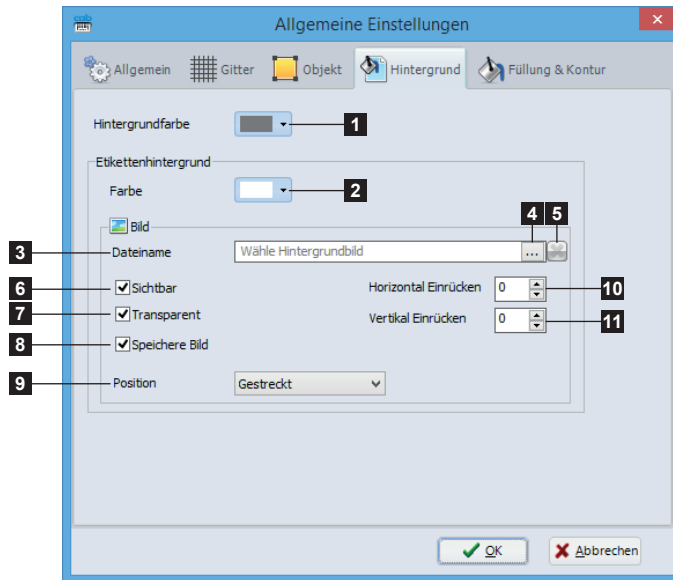 cab
Allgemeine Einstellungen
Allgemein Gitter Objekt Hintergrund Füllung & Kontur
Hintergrundfarbe 1
Etikettenhintergrund
Farbe 2
Bild 4 5
3 Dateiname Wähle Hintergrundbild ...
6 Sichtbar Horizontal Einrücken 0 10
7 Transparent Vertikal Einrücken 0 11
8 Speichere Bild
9 Position Gestreckt
OK Abbrechen